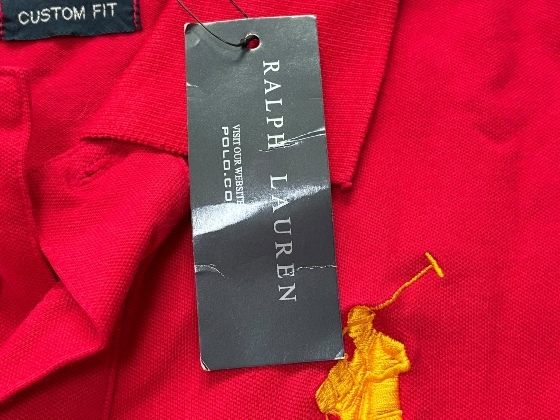 CUSTOM FIT
RALPH LAUREN
VISIT OUR WEBSITE
POLO.CO